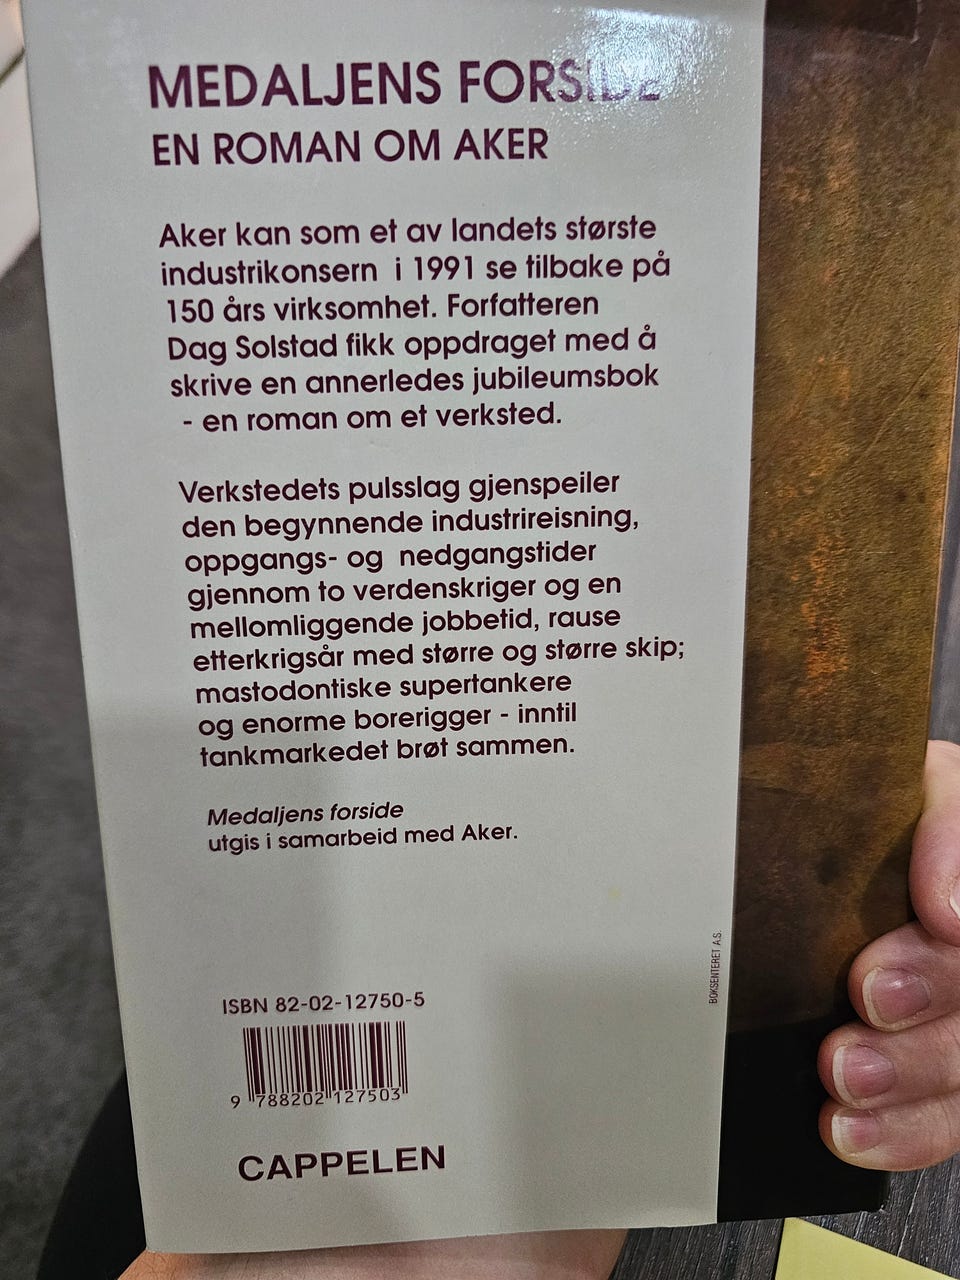 MEDALJENS FORSIDE
EN ROMAN OM AKER
Aker kan som et av landets største
industrikonsern i 1991 se tilbake på
150 års virksomhet. Forfatteren
Dag Solstad fikk oppdraget med å
skrive en annerledes jubileumsbok
- en roman om et verksted.
Verkstedets pulsslag gjenspeiler
den begynnende industrireisning,
oppgangs- og nedgangstider
gjennom to verdenskriger og en
mellomliggende jobbetid, rause
etterkrigsår med større og større skip;
mastodontiske supertankere
og enorme borerigger - inntil
tankmarkedet brøt sammen.
Medaljens forside
utgis i samarbeid med Aker.
BOKSENTERET A.S.
ISBN 82-02-12750-5
9 788202 127503
CAPPELEN